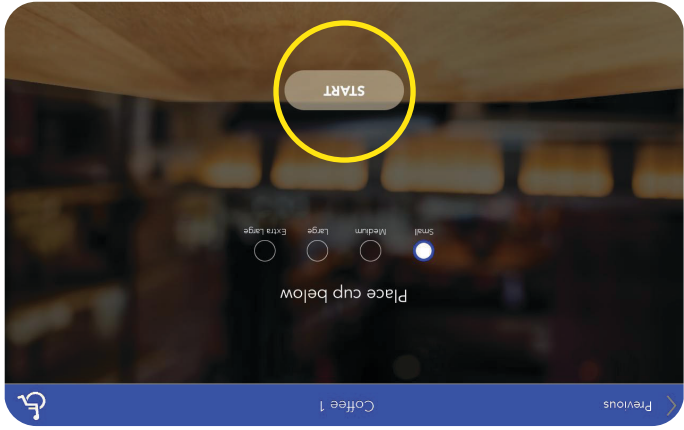 Previous
Coffee 1
Place cup below
Small
Medium
Large
Extra Large
START